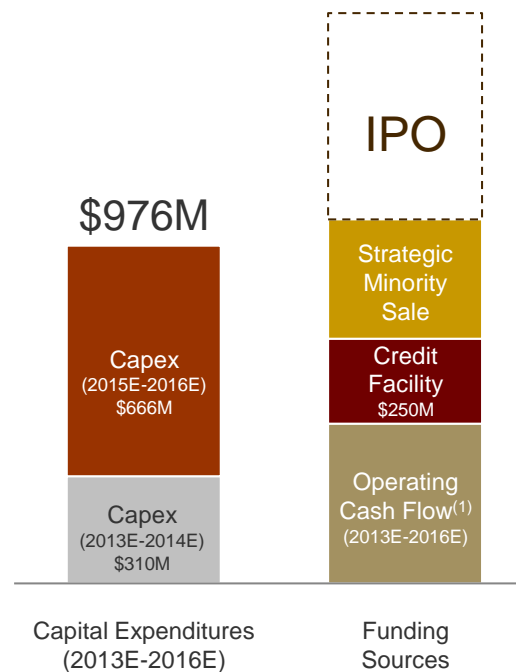 $976M
Capex
(2015E-2016E)
$666M
Capex
(2013E-2014E)
$310M
Capital Expenditures
(2013E-2016E)
IPO
Strategic
Minority
Sale
Credit
Facility
$250M
Operating
Cash Flow(1)
(2013E-2016E)
Funding
Sources